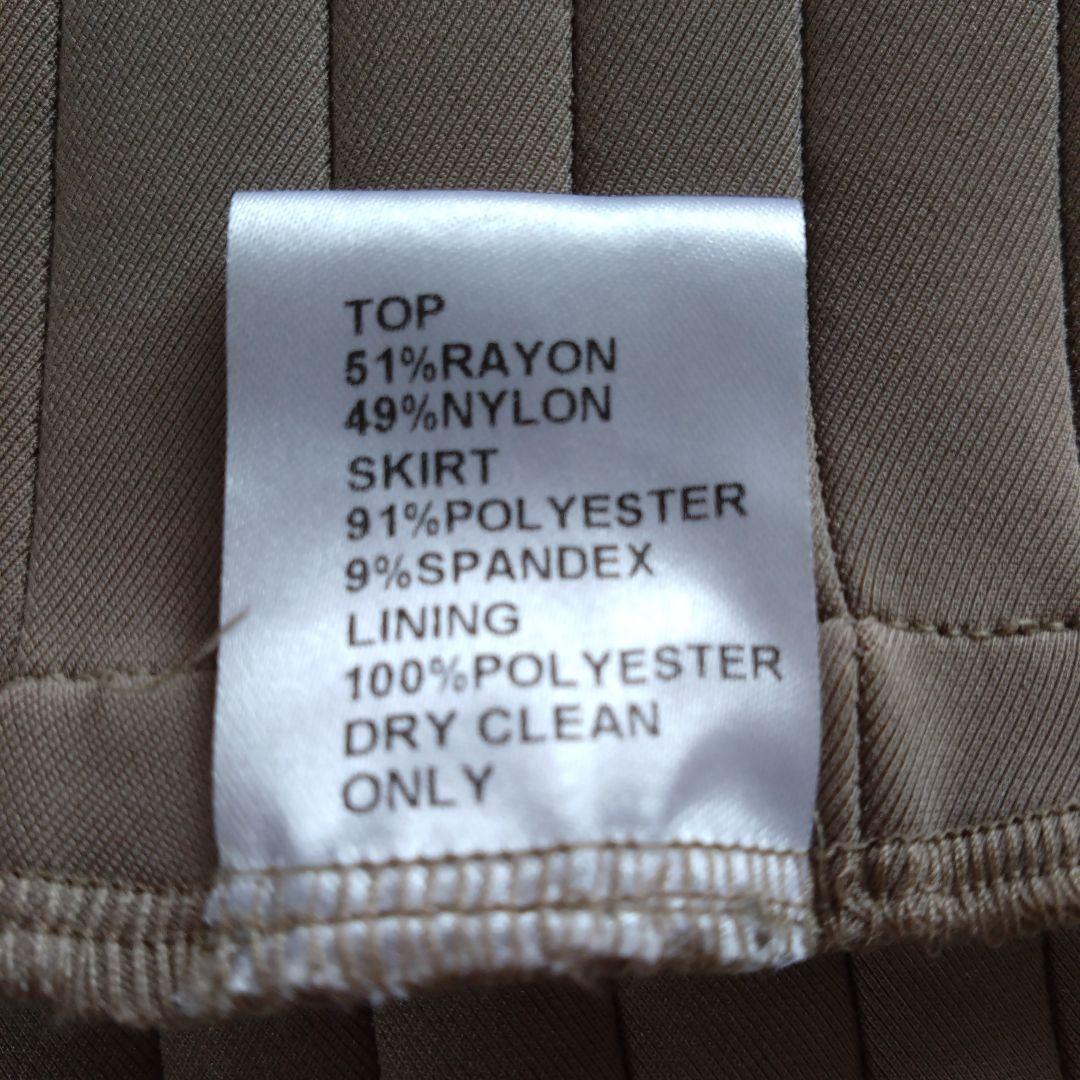 TOP
51%RAYON
49%NYLON
SKIRT
91%POLYESTER
9%SPANDEX
LINING
100%POLYESTER
DRY CLEAN
ONLY